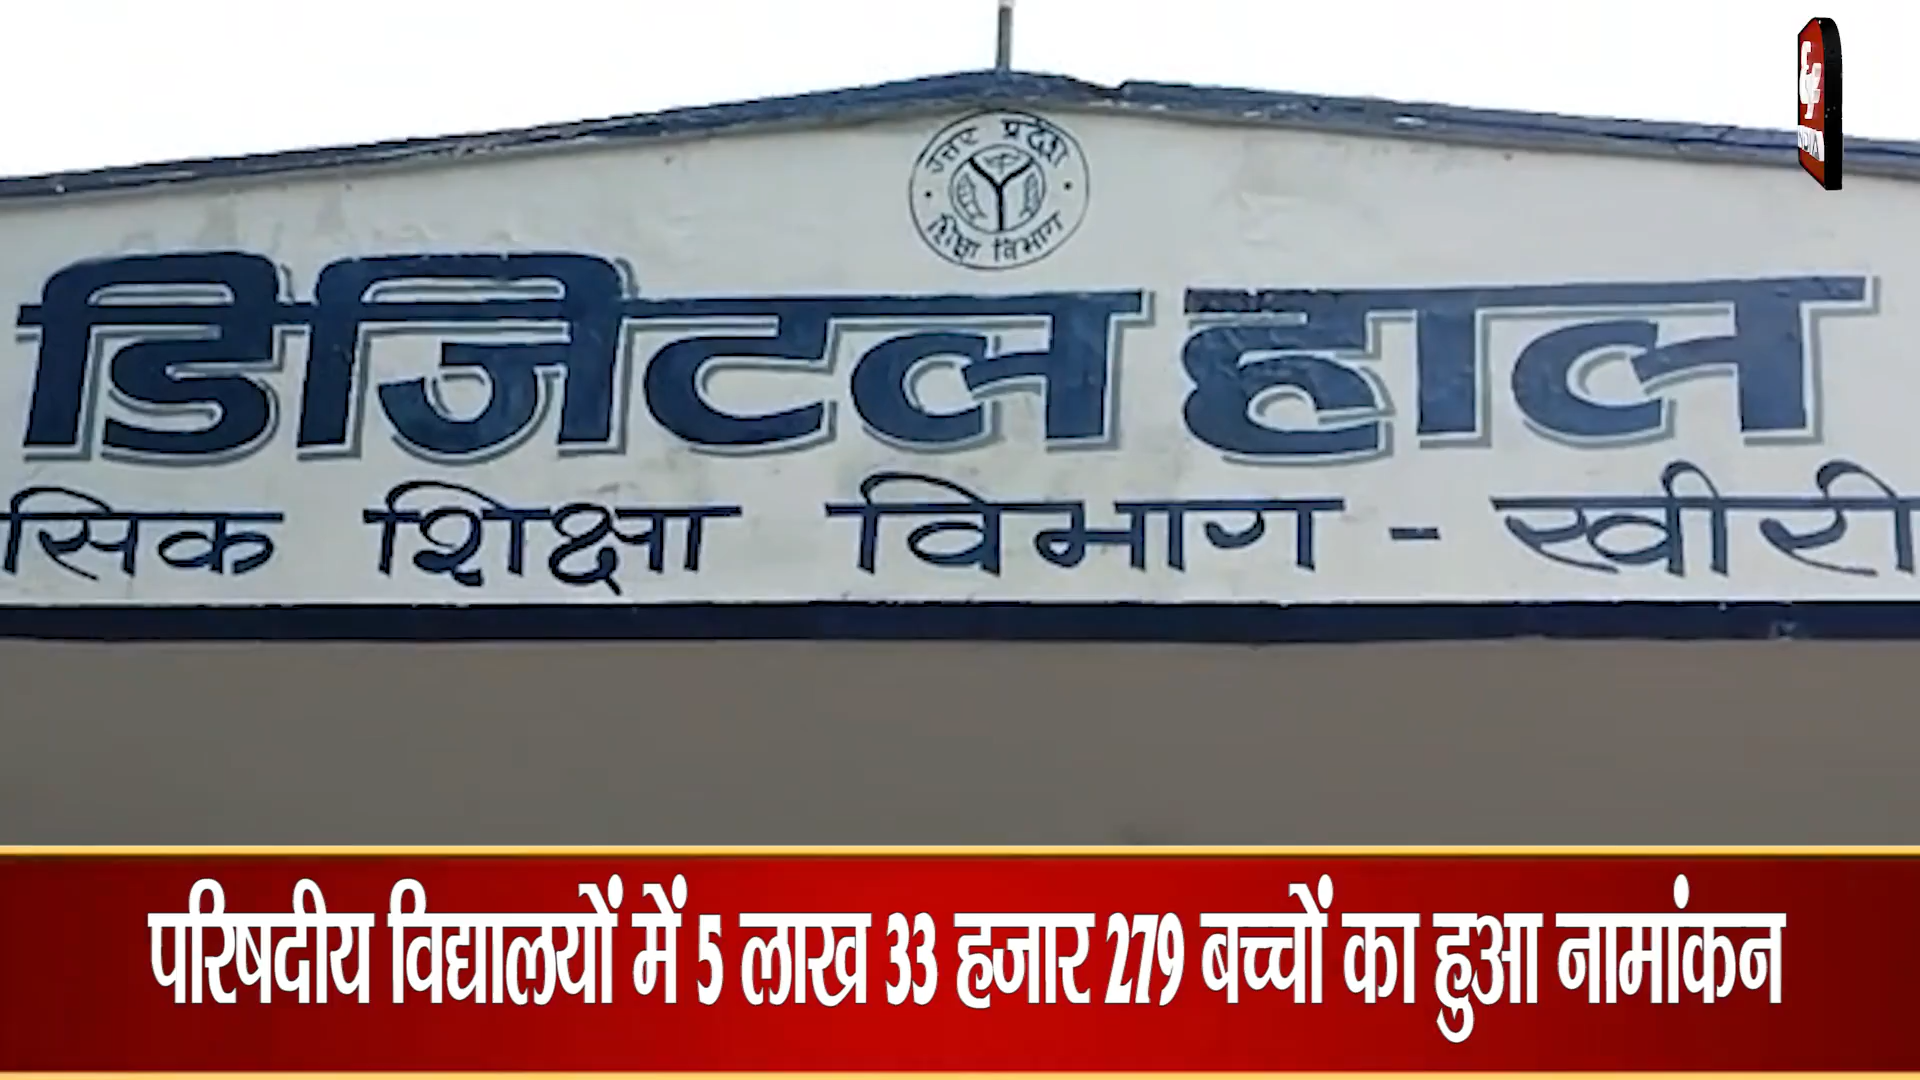 उत्तर प्रदेश
शिक्षा विभाग
डिजिटल हाल
सिक शिक्षा विभाग - खीरी
परिषदीय विद्यालयों में 5 लाख 33 हजार 279 बच्चों का हुआ नामांकन